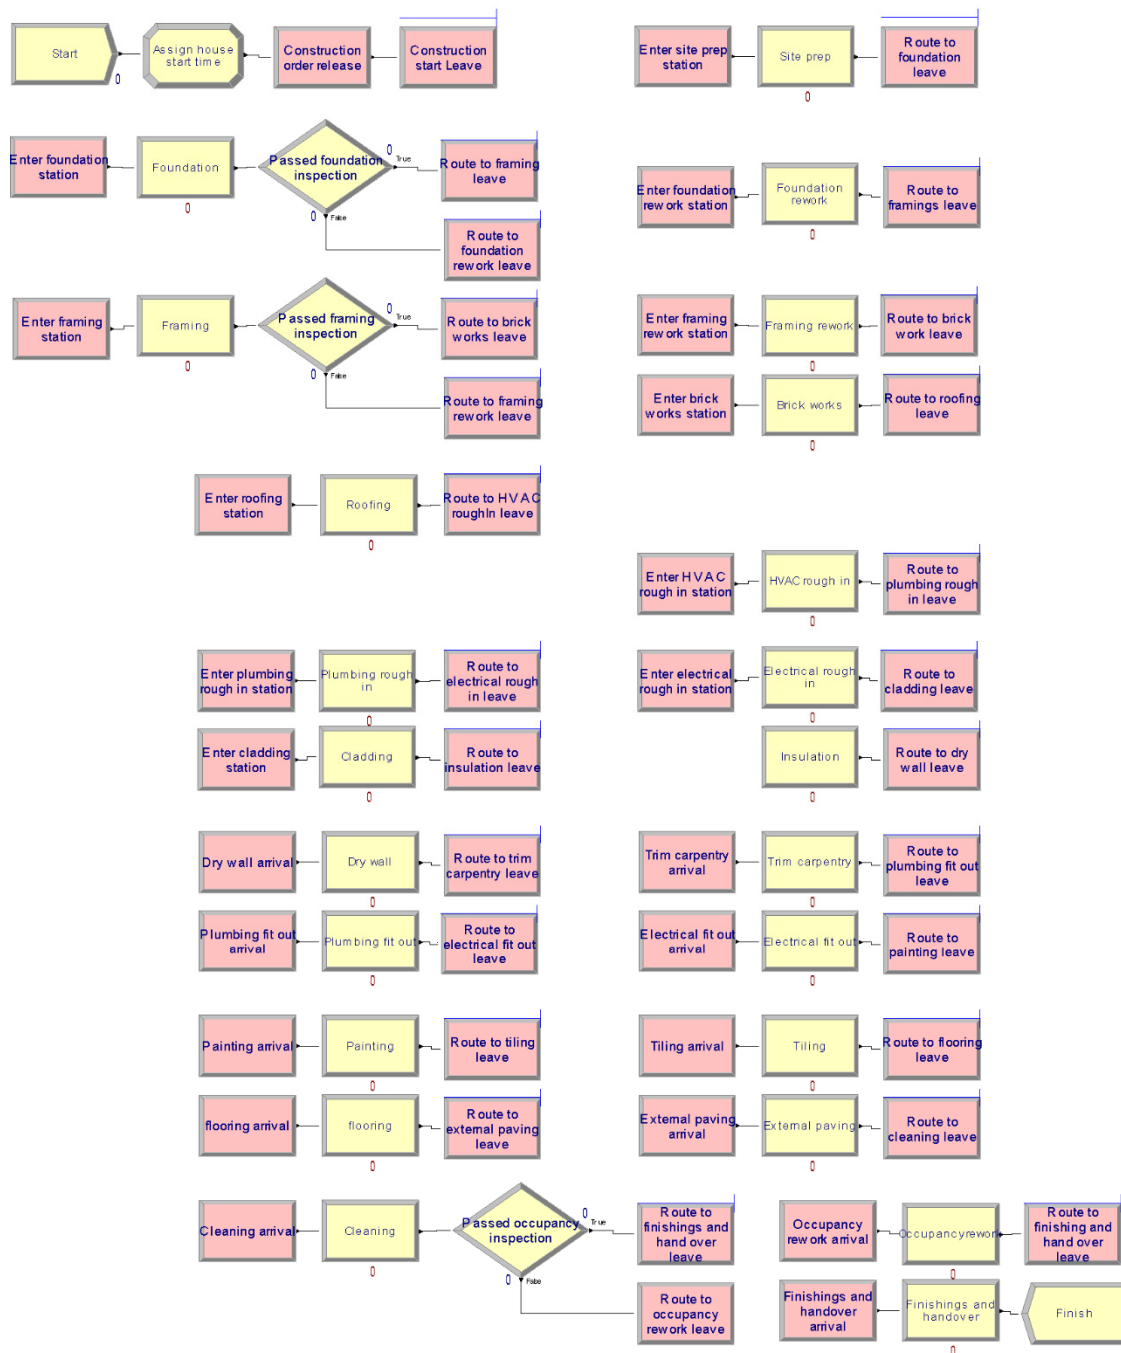 Start
Assign house
start time
Construction
order release
Construction
start Leave
0
Enter site prep
station
Site prep
Route to
foundation
leave
0
Enter foundation
station
Foundation
Passed foundation
inspection
0
True
Route to framing
leave
0
0
False
Route to
foundation
rework leave
Enter foundation
rework station
Foundation
rework
Route to
framings leave
0
Enter framing
station
Framing
Passed framing
inspection
0
True
Route to brick
works leave
0
0
False
Route to framing
rework leave
Enter framing
rework station
Framing rework
Route to brick
work leave
0
Enter brick
works station
Brick works
Route to roofing
leave
0
Enter roofing
station
Roofing
Route to HVAC
roughIn leave
0
Enter HVAC
rough in station
HVAC rough in
Route to
plumbing rough
in leave
0
Enter plumbing
rough in station
Plumbing rough
in
Route to
electrical rough
in leave
0
Enter electrical
rough in station
Electrical rough
in
Route to
cladding leave
0
Enter cladding
station
Cladding
Route to
insulation leave
0
Insulation
Route to dry
wall leave
0
Dry wall arrival
Dry wall
Route to trim
carpentry leave
0
Trim carpentry
arrival
Trim carpentry
Route to
plumbing fit out
leave
0
Plumbing fit out
arrival
Plumbing fit out
Route to
electrical fit out
leave
0
Electrical fit out
arrival
Electrical fit out
Route to
painting leave
0
Painting arrival
Painting
Route to tiling
leave
0
Tiling arrival
Tiling
Route to flooring
leave
0
flooring arrival
flooring
Route to
external paving
leave
0
External paving
arrival
External paving
Route to
cleaning leave
0
Cleaning arrival
Cleaning
Passed occupancy
inspection
0
True
Route to
finishings and
hand over
leave
0
0
False
Route to
occupancy
rework leave
Occupancy
rework arrival
Occupancyrework
Route to
finishing and
hand over
leave
0
Finishings and
handover
arrival
Finishings and
handover
Finish
0